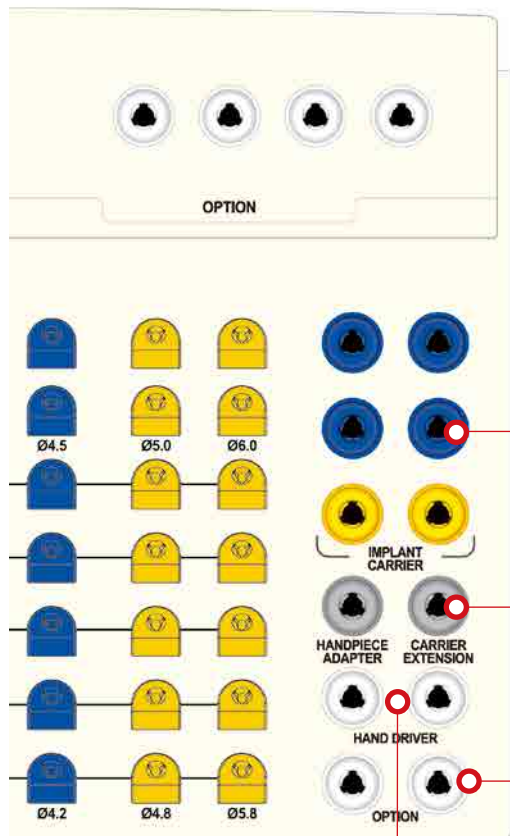 OPTION
Ø4.5 Ø5.0 Ø6.0
IMPLANT
CARRIER
HANDPIECE
ADAPTER
CARRIER
EXTENSION
HAND DRIVER
Ø4.2 Ø4.8 Ø5.8
OPTION